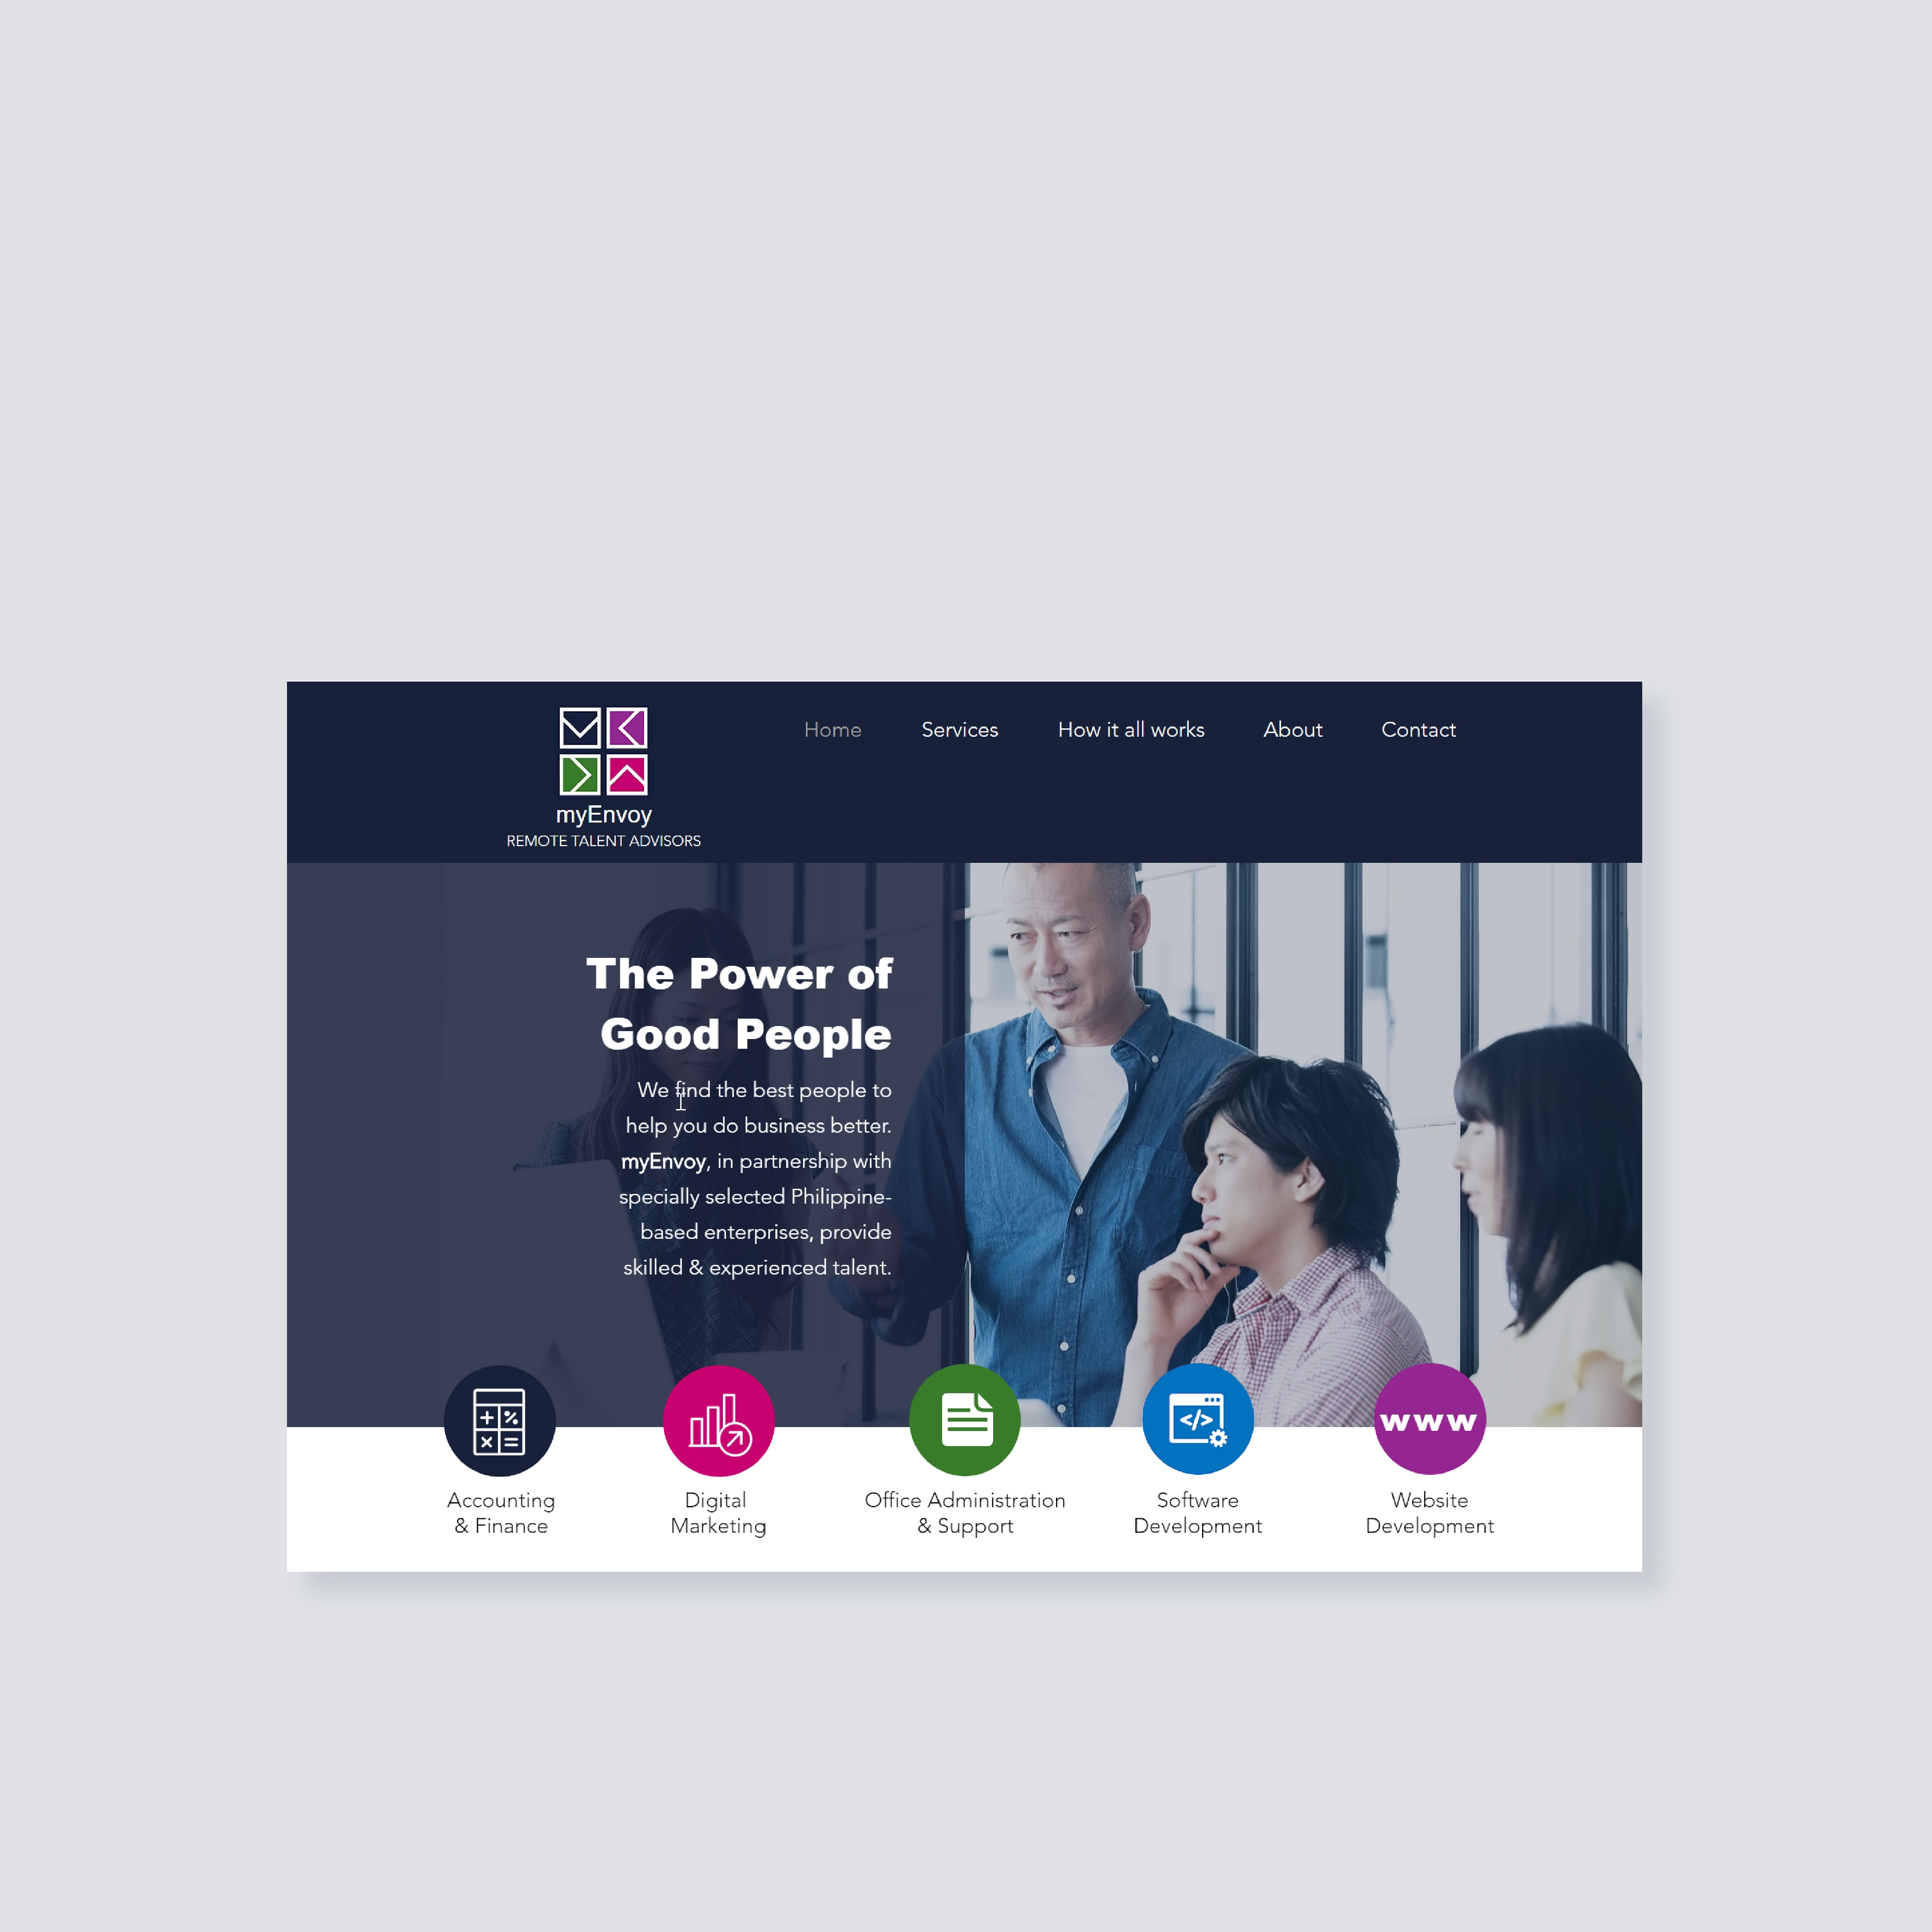 myEnvoy
REMOTE TALENT ADVISORS
Home Services How it all works About Contact
The Power of
Good People
We find the best people to
help you do business better.
myEnvoy, in partnership with
specially selected Philippine-
based enterprises, provide
skilled & experienced talent.
www
Accounting
& Finance
Digital
Marketing
Office Administration
& Support
Software
Development
Website
Development